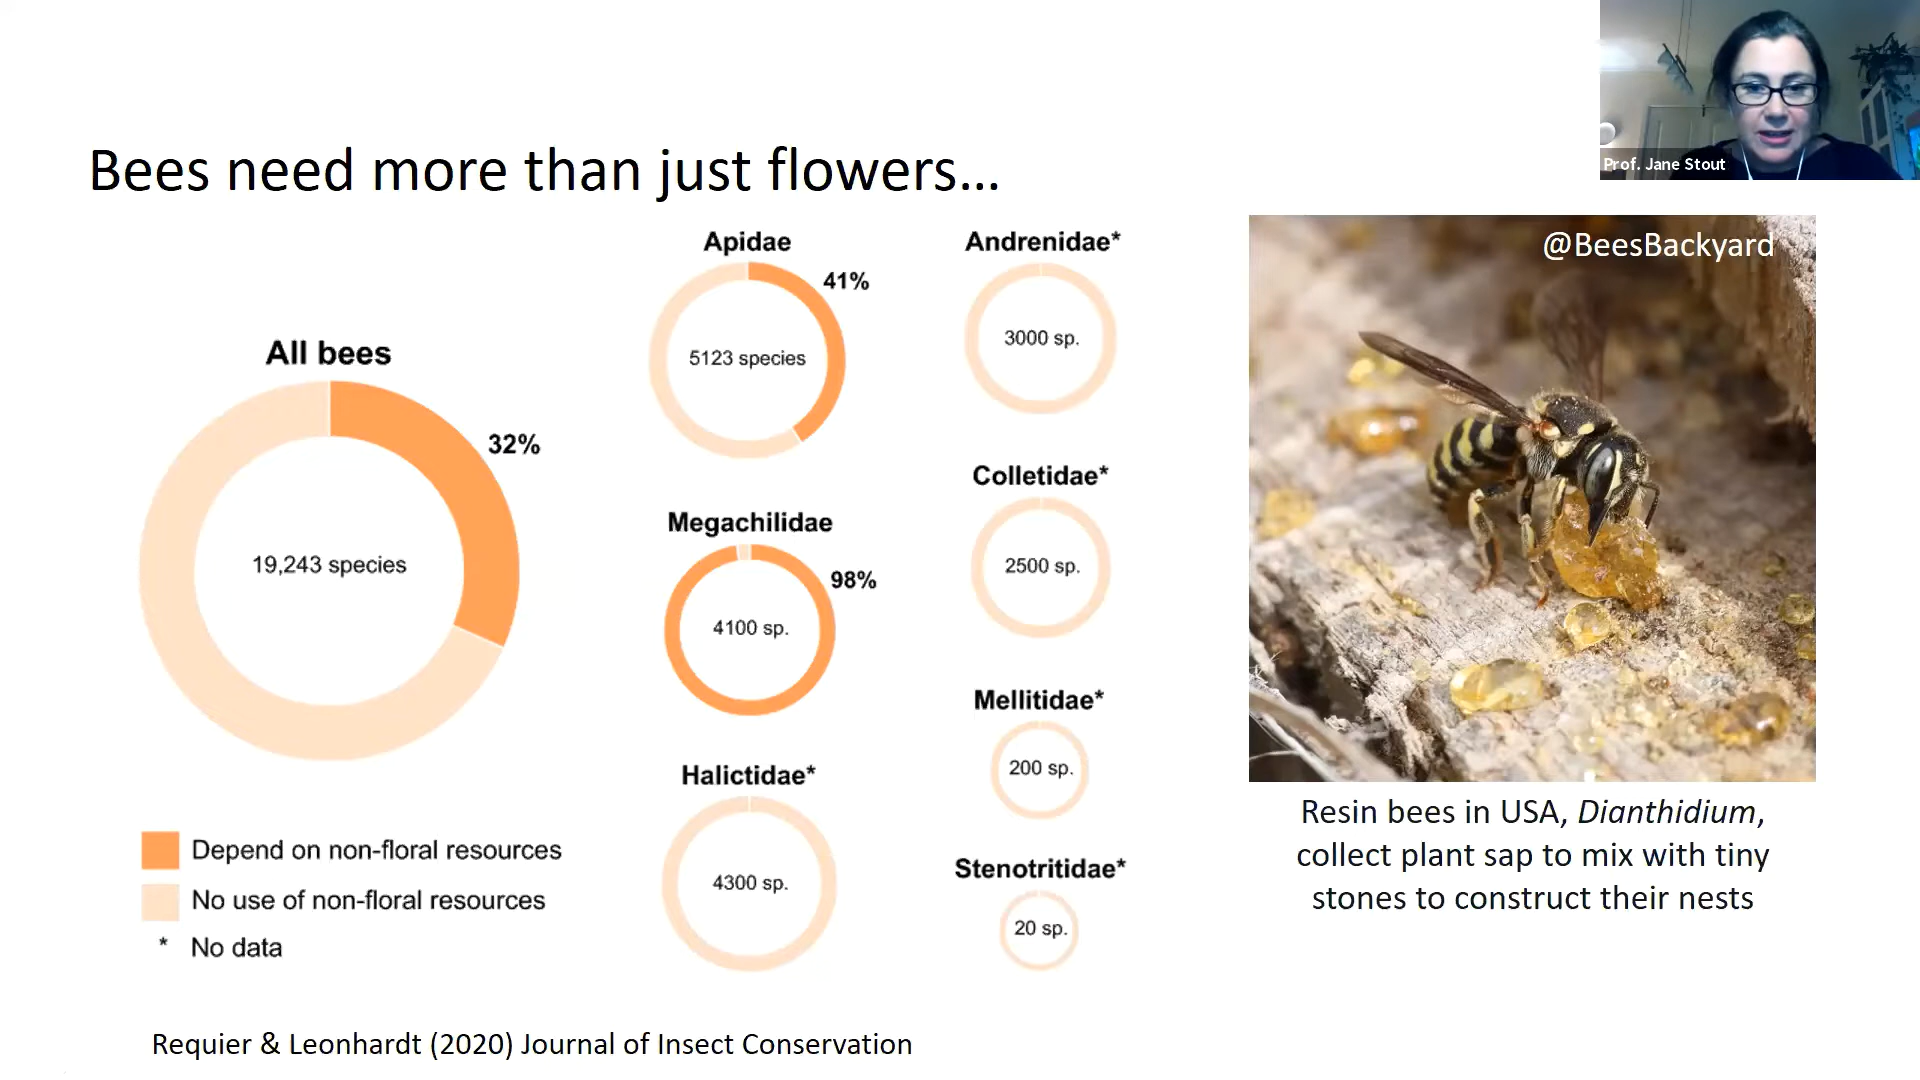 Prof. Jane Stout
Bees need more than just flowers...
All bees
32%
19,243 species
Depend on non-floral resources
No use of non-floral resources
* No data
Apidae
41%
5123 species
Megachilidae
98%
4100 sp.
Halictidae*
4300 sp.
Andrenidae*
3000 sp.
Colletidae*
2500 sp.
Mellitidae*
200 sp.
Stenotritidae*
20 sp.
@BeesBackyard
Resin bees in USA, Dianthidium,
collect plant sap to mix with tiny
stones to construct their nests
Requier & Leonhardt (2020) Journal of Insect Conservation